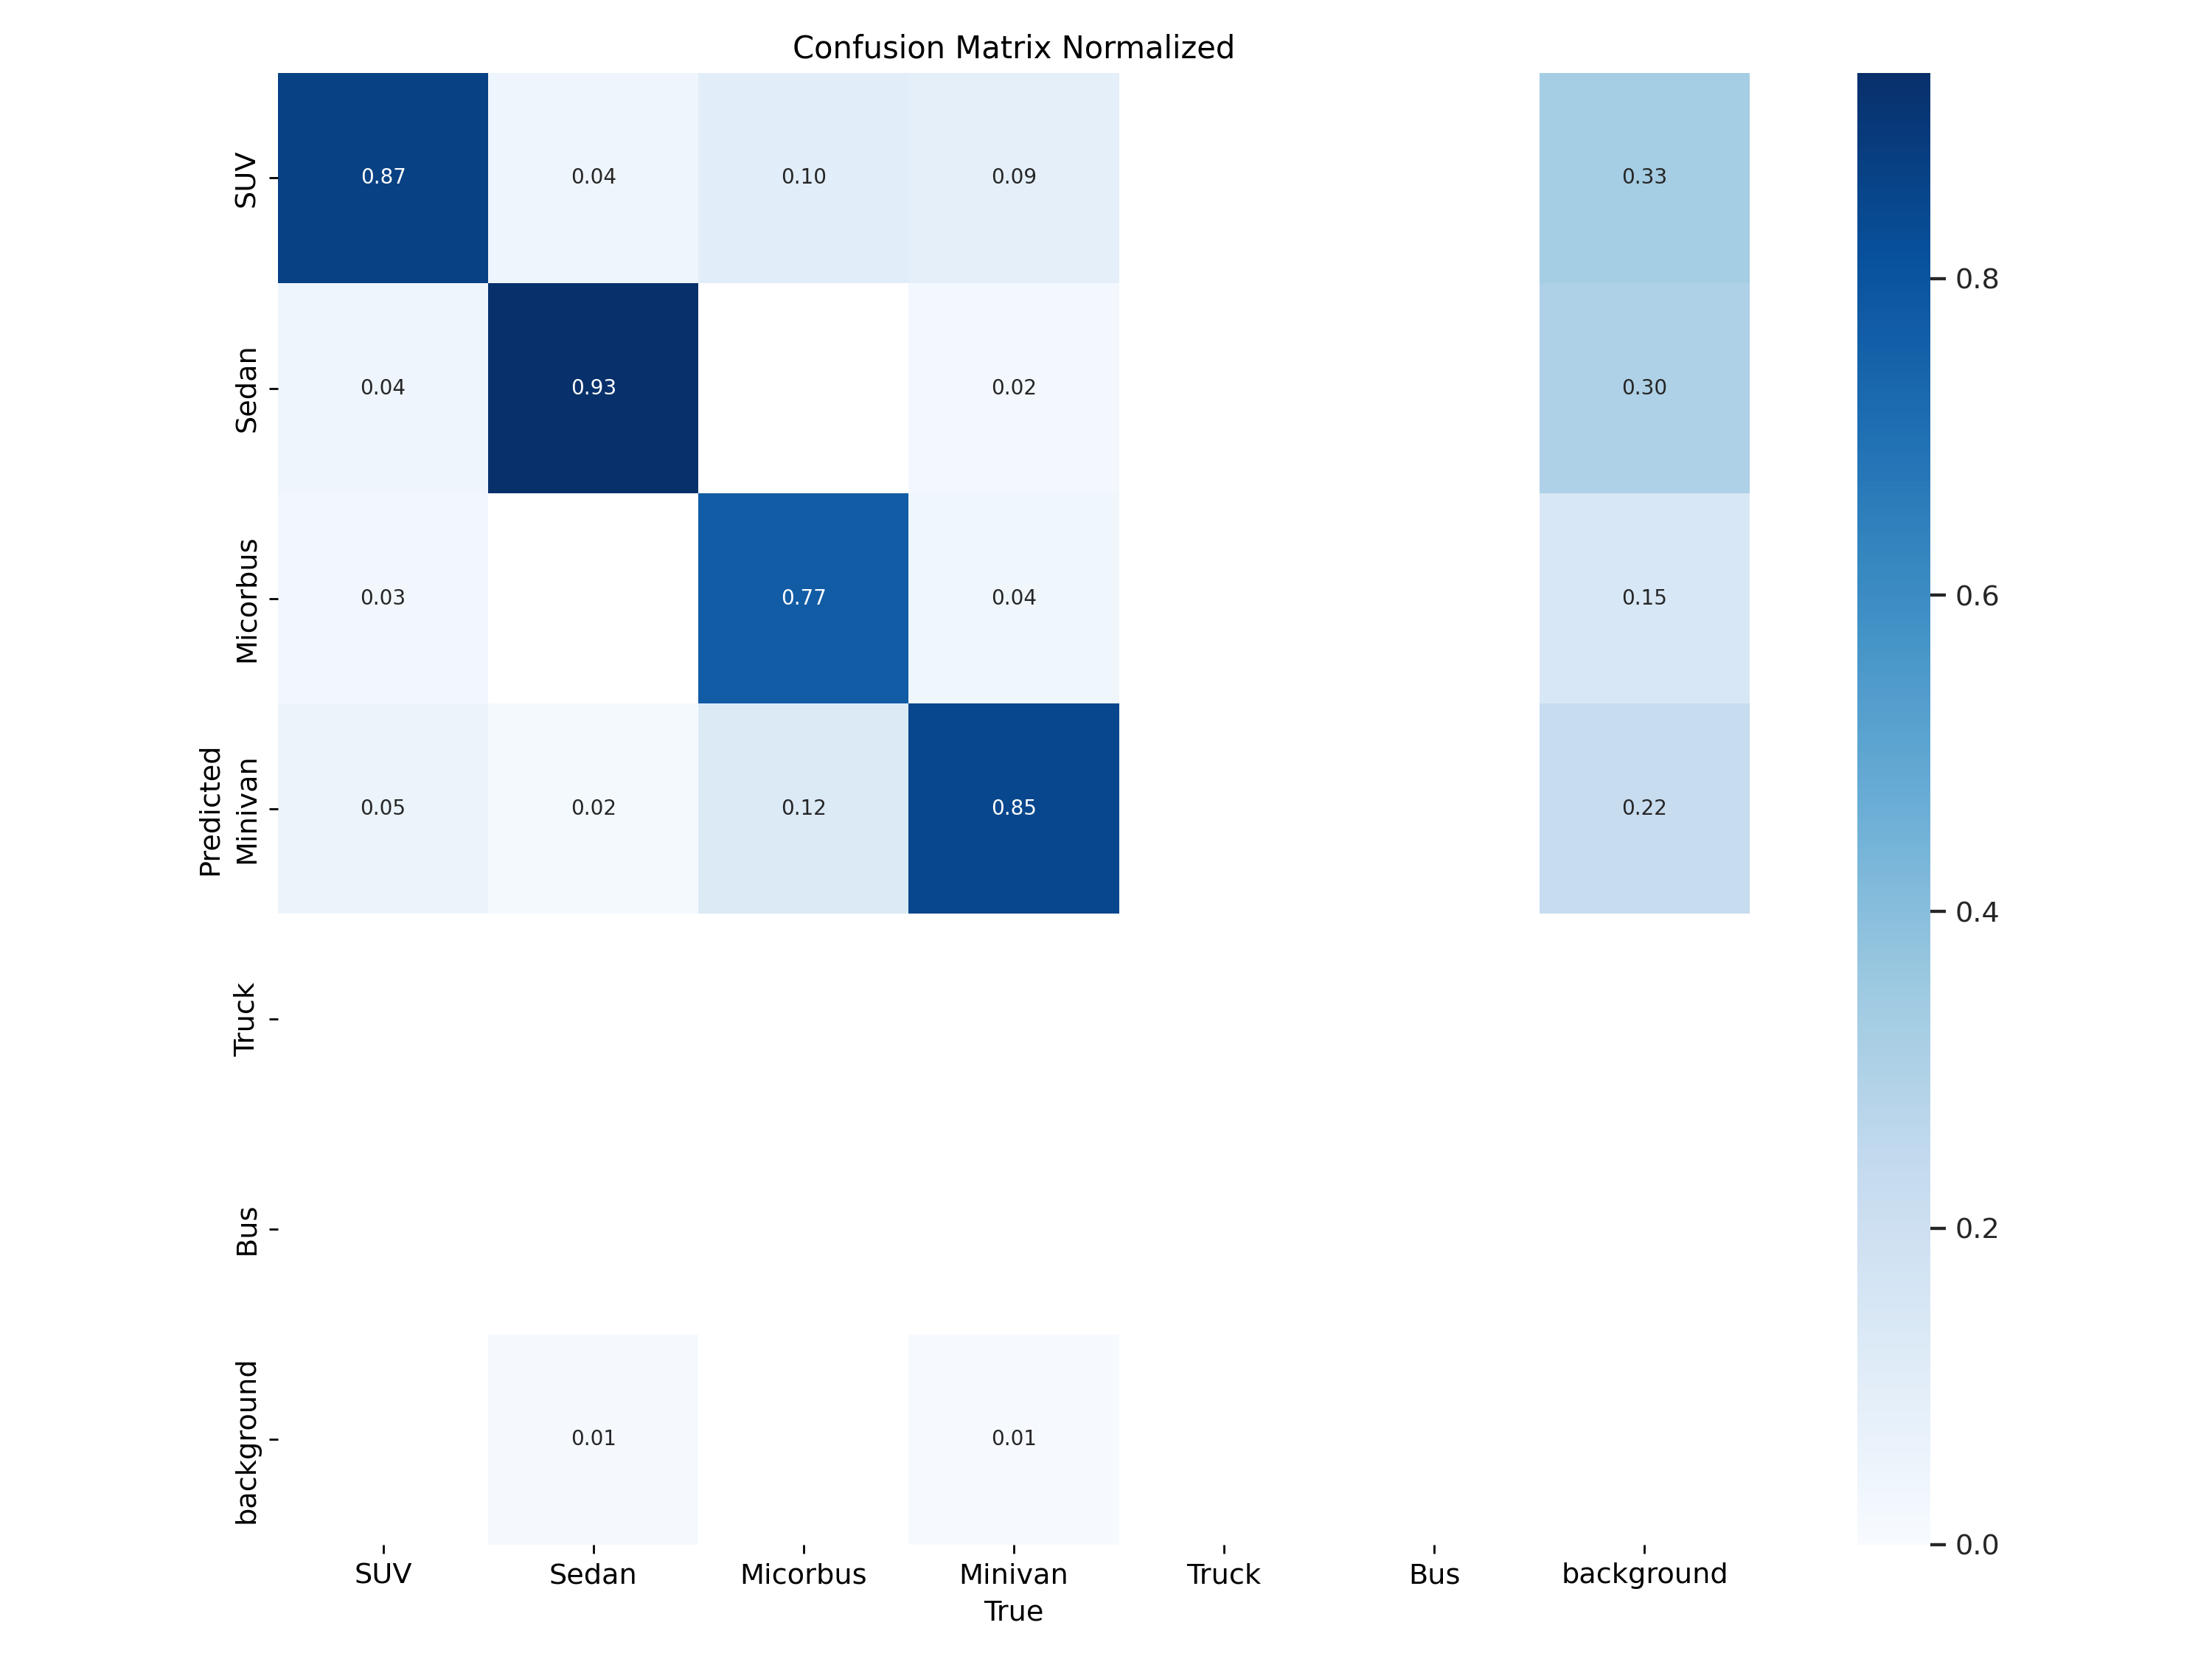 Confusion Matrix Normalized
SUV 0.87 0.04 0.10 0.09 0.33
Sedan 0.04 0.93 0.02 0.30
Micorbus 0.03 0.77 0.04 0.15
Predicted
Minivan 0.05 0.02 0.12 0.85 0.22
Truck
Bus
background 0.01 0.01
SUV Sedan Micorbus Minivan Truck Bus background
True
0.8
0.6
0.4
0.2
0.0